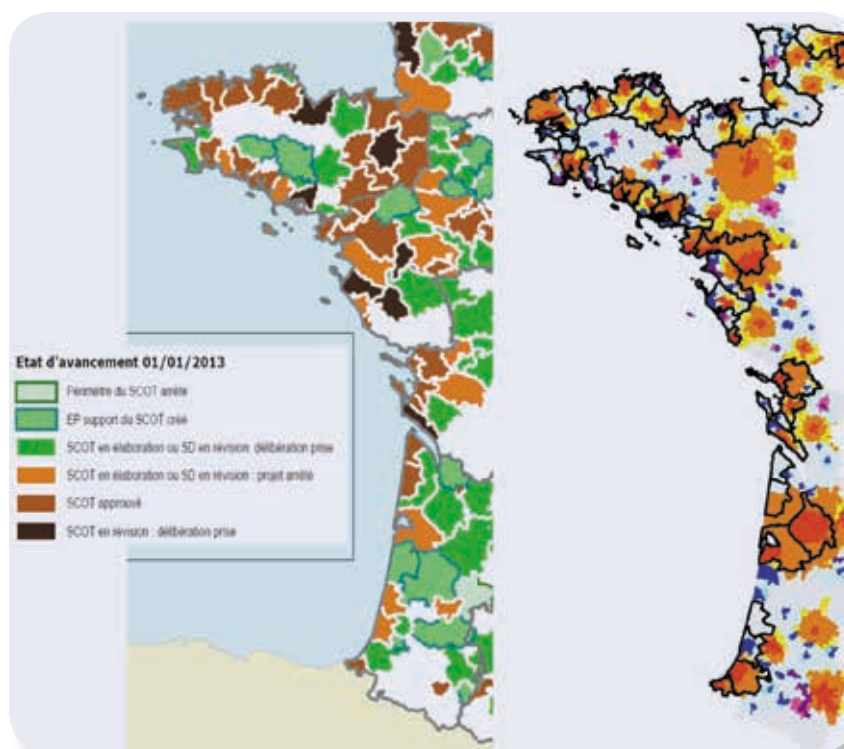 Etat d'avancement 01/01/2013
Périmètre du SCOT arrêté
EP support du SCOT créé
SCOT en élaboration ou SD en révision: délibération prise
SCOT en élaboration ou SD en révision : projet arrêté
SCOT approuvé
SCOT en révision : délibération prise